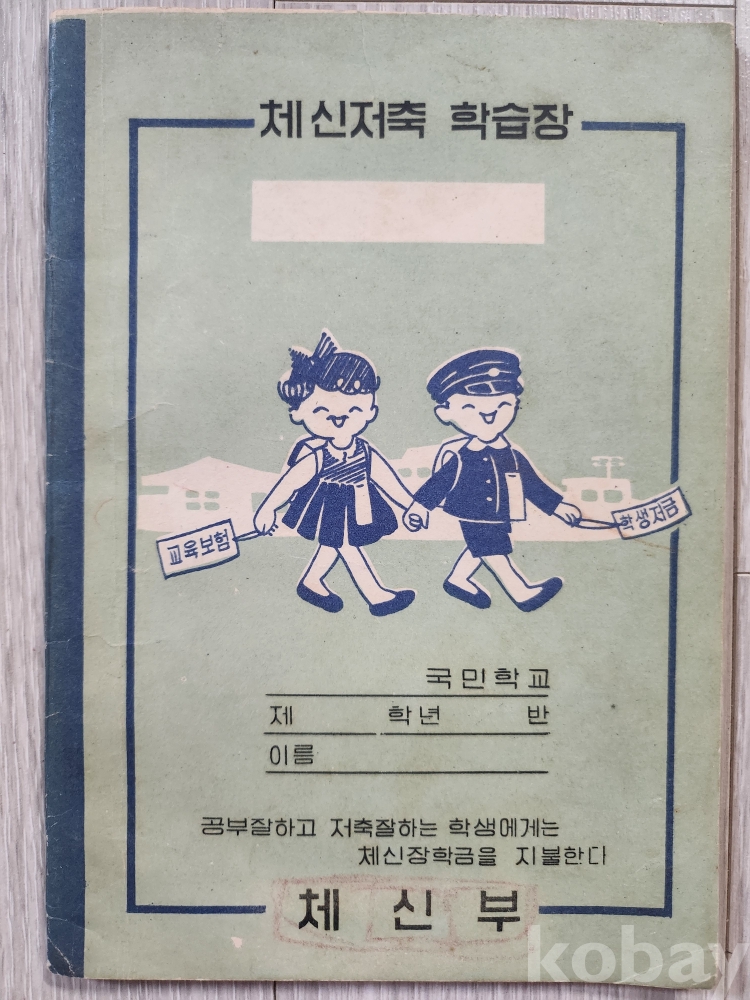 체신저축 학습장
교육보험
학생저금
국민학교
제 학년 반
이름
공부잘하고 저축잘하는 학생에게는
체신장학금을 지불한다
체신부
kobay